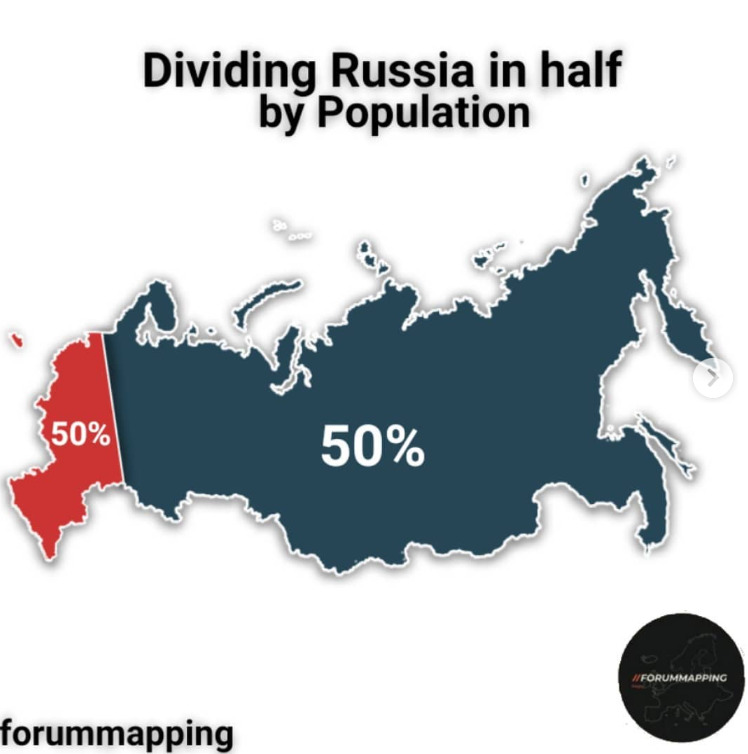 Dividing Russia in half
by Population
50%
50%
//FORUMMAPPING
forummapping